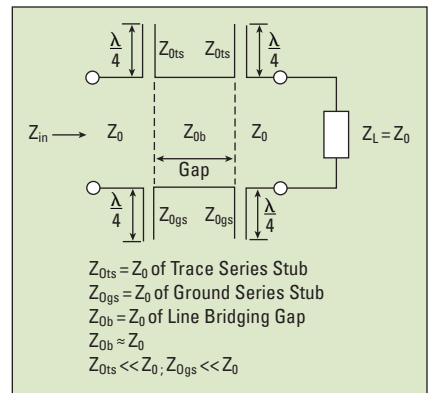 λ/4 Z₀ts Z₀ts λ/4
Zin Z₀ Z₀b Z₀ ZL = Z₀
Gap
λ/4 Z₀gs Z₀gs λ/4
Z₀ts = Z₀ of Trace Series Stub
Z₀gs = Z₀ of Ground Series Stub
Z₀b = Z₀ of Line Bridging Gap
Z₀b ≈ Z₀
Z₀ts << Z₀ ; Z₀gs << Z₀